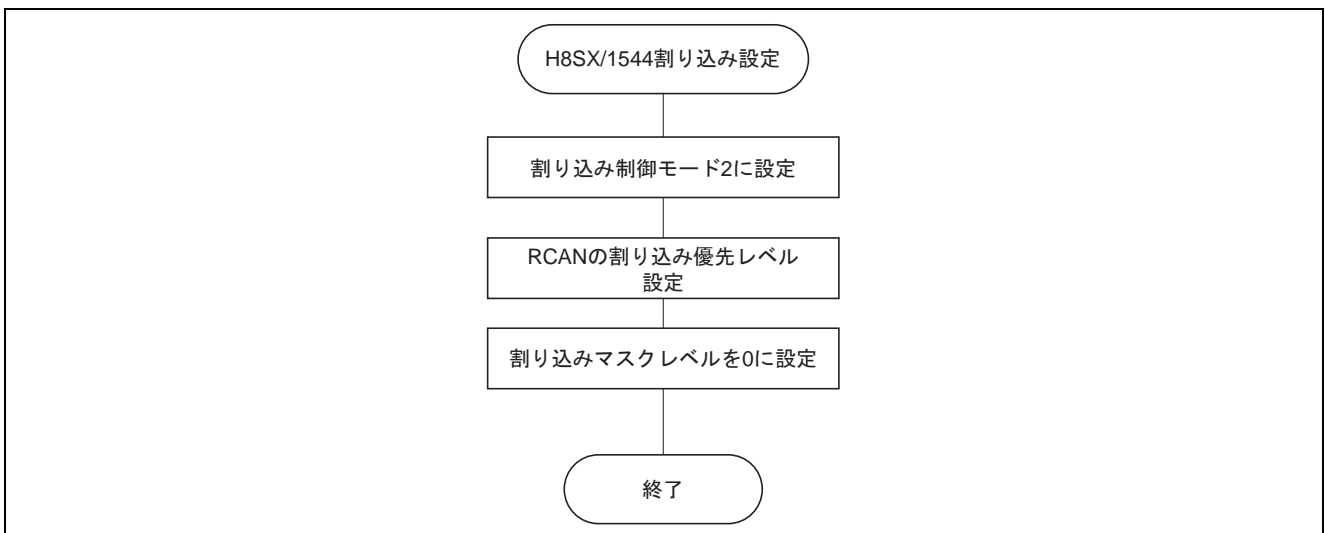 H8SX/1544割り込み設定
割り込み制御モード2に設定
RCANの割り込み優先レベル
設定
割り込みマスクレベルを0に設定
終了